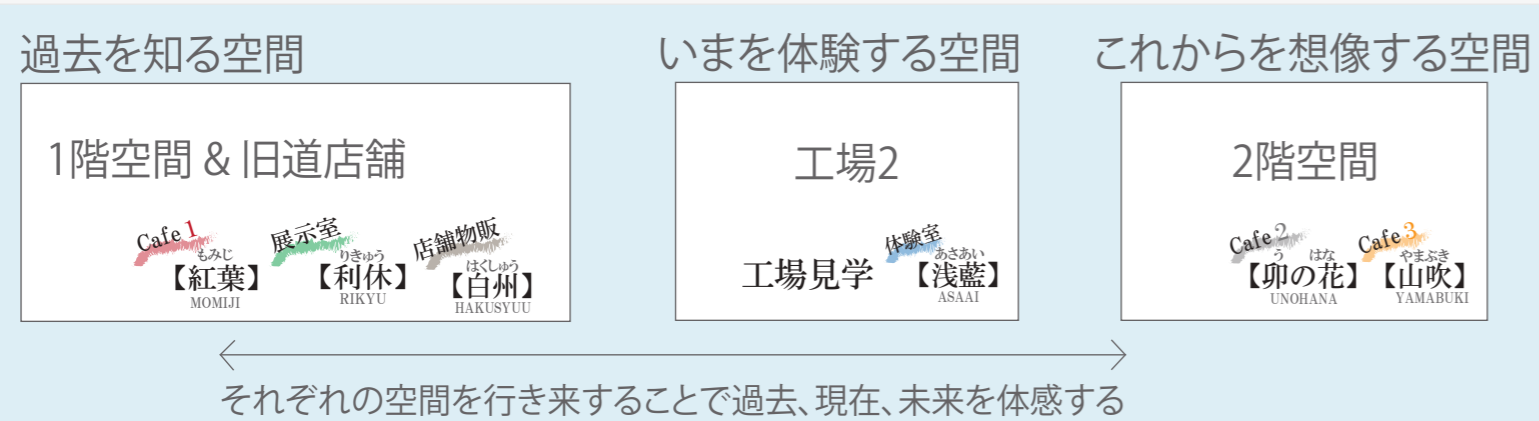 過去を知る空間
いまを体験する空間
これからを想像する空間
1階空間 & 旧道店舗
Cafe 1
もみじ
【紅葉】
MOMIJI
展示室
りきゅう
【利休】
RIKYU
店舗物販
はくしゅう
【白州】
HAKUSYUU
工場2
工場見学
体験室
あさあい
【浅藍】
ASAAI
2階空間
Cafe 2
う はな
【卯の花】
UNOHANA
Cafe 3
やまぶき
【山吹】
YAMABUKI
それぞれの空間を行き来することで過去、現在、未来を体感する